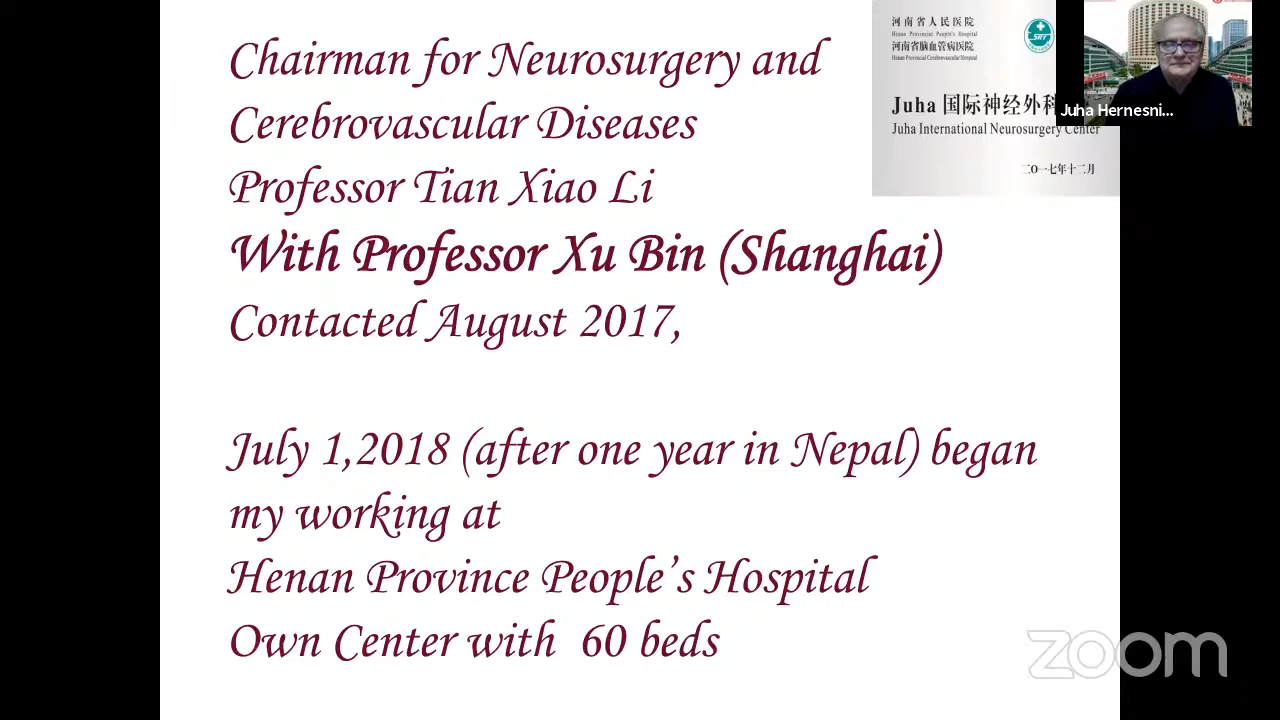 Chairman for Neurosurgery and
Cerebrovascular Diseases
Professor Tian Xiao Li
With Professor Xu Bin (Shanghai)
Contacted August 2017,
July 1,2018 (after one year in Nepal) began
my working at
Henan Province People’s Hospital
Own Center with 60 beds
河南省人民医院
Henan Provincial People's Hospital
河南省脑血管病医院
Henan Provincial Cerebrovascular Hospital
Juha 国际神经外科
Juha International Neurosurgery Center
二〇一七年十二月
Juha Hernesni...
zoom